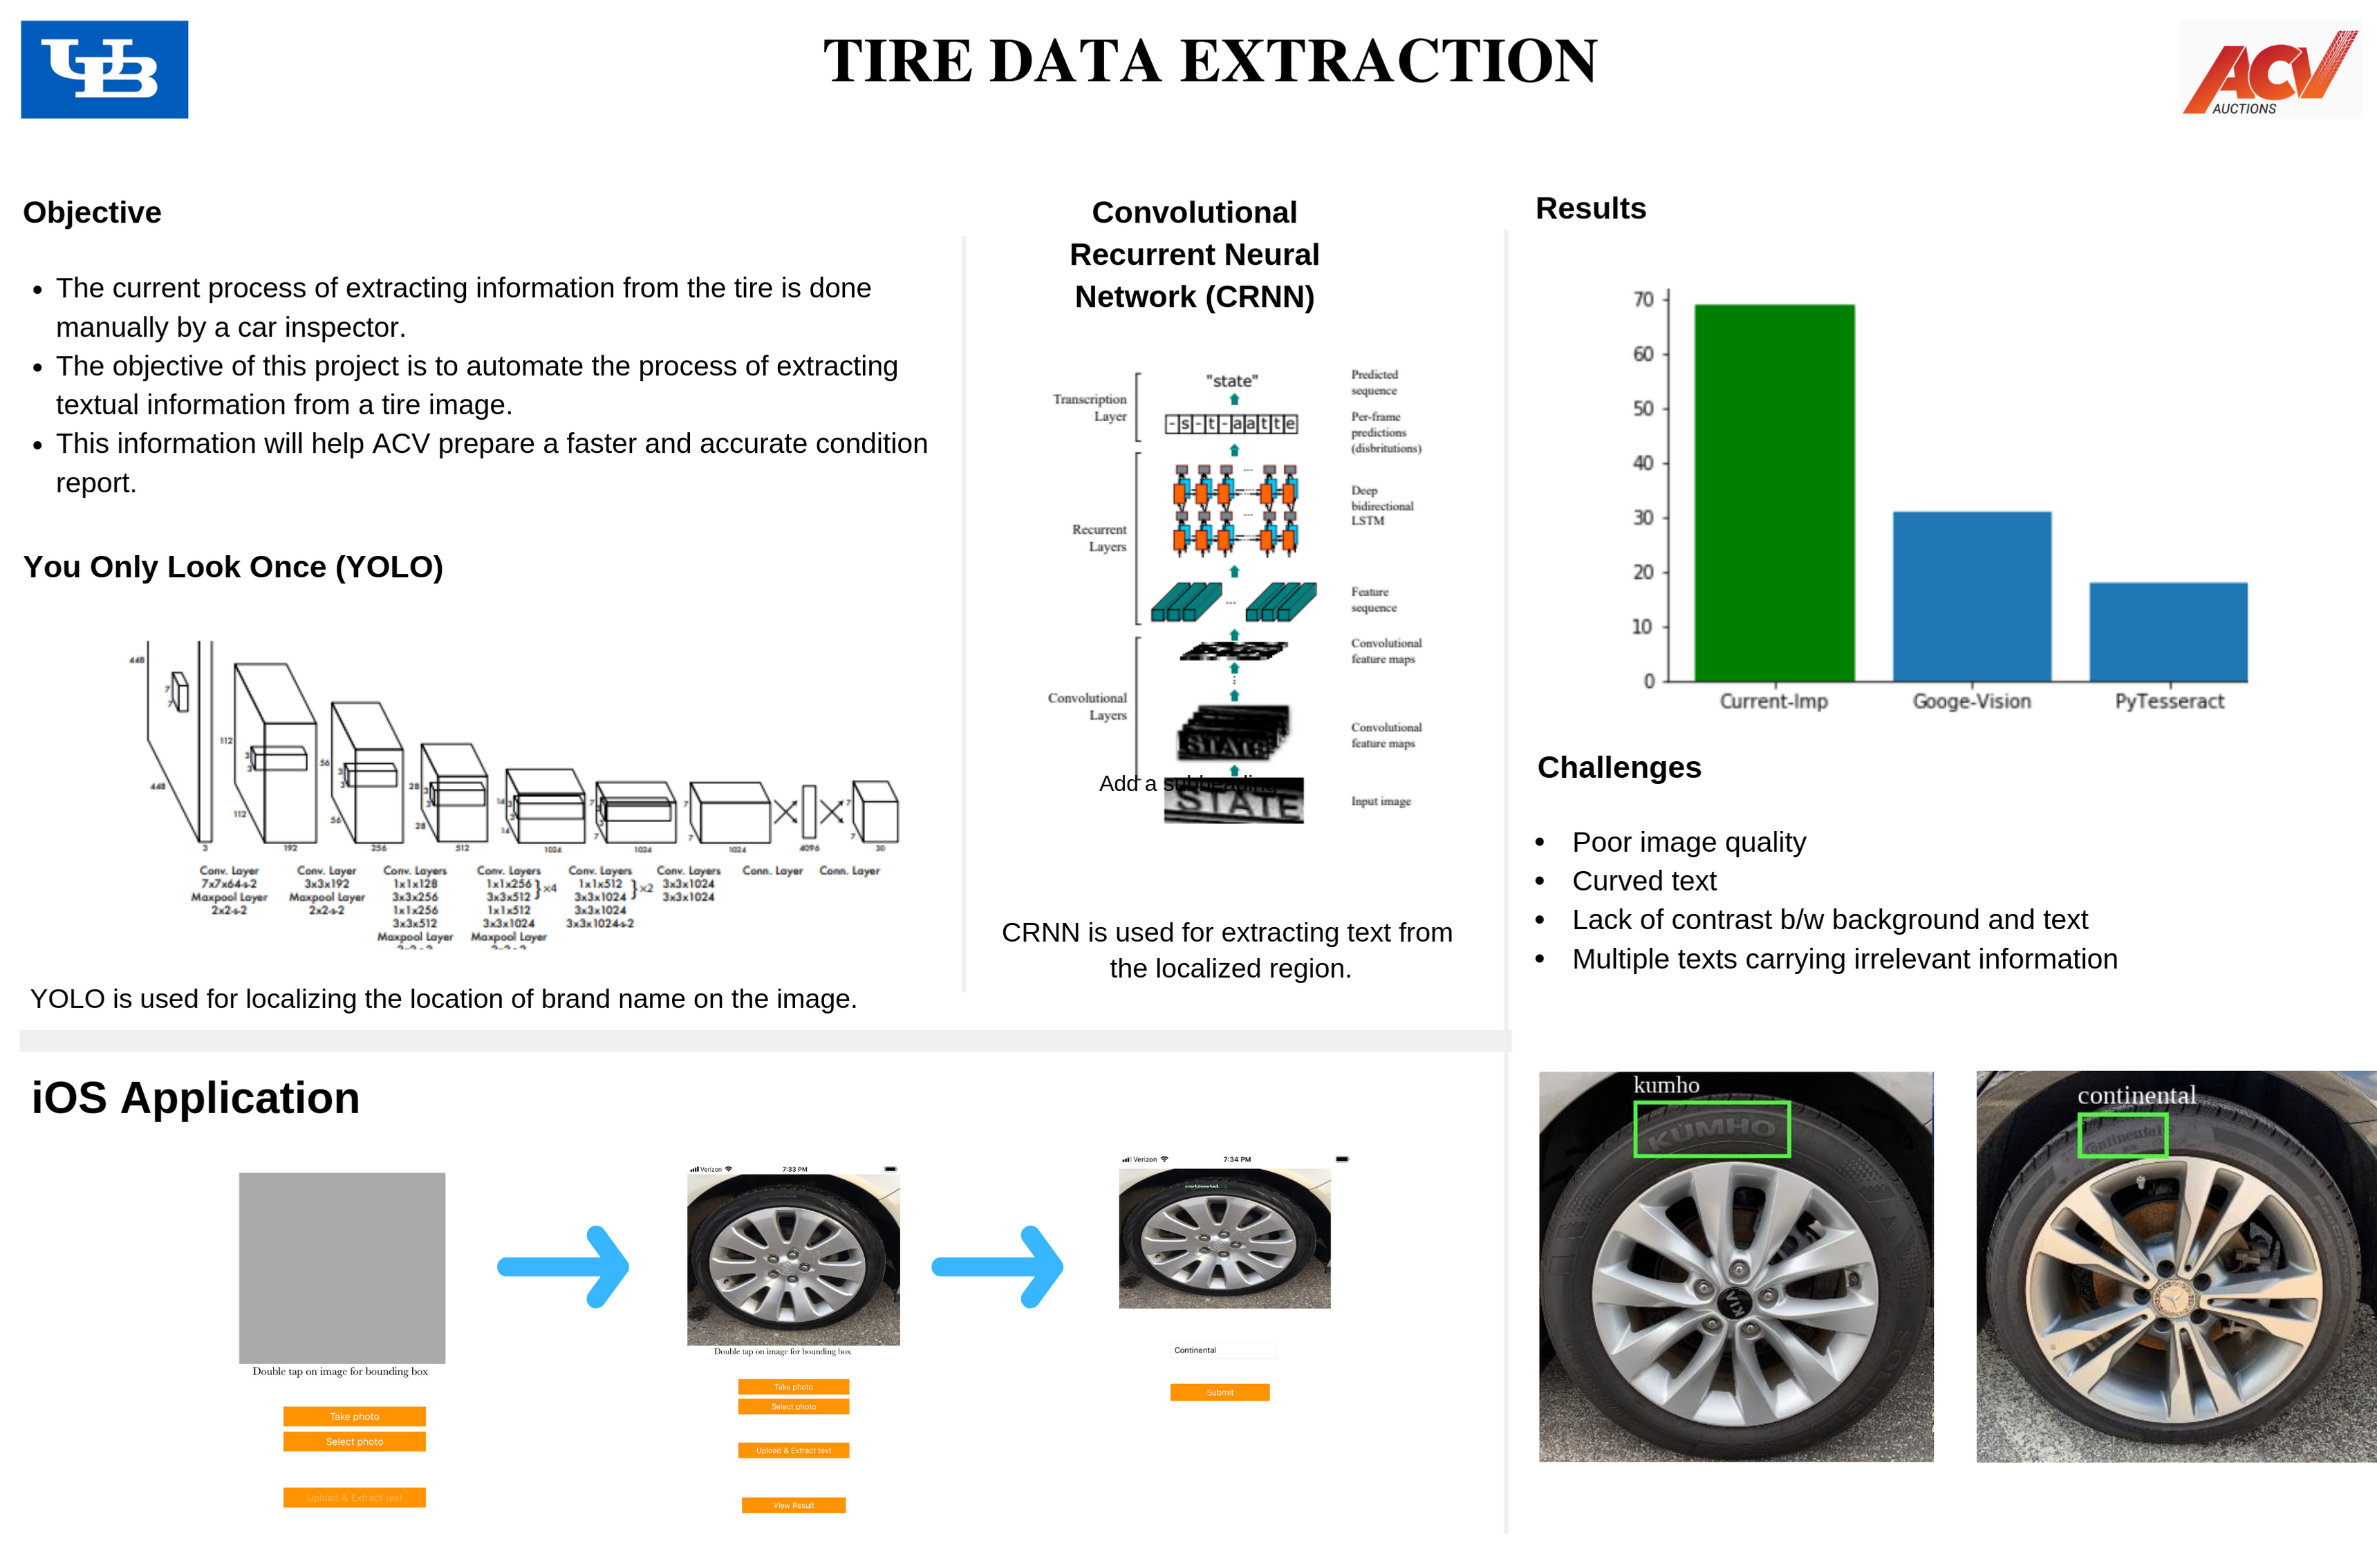 UB
TIRE DATA EXTRACTION
ACV
AUCTIONS
Objective
• The current process of extracting information from the tire is done
manually by a car inspector.
• The objective of this project is to automate the process of extracting
textual information from a tire image.
• This information will help ACV prepare a faster and accurate condition
report.
You Only Look Once (YOLO)
448
7
7
448
3
112
3
3
112
192
56
3
3
56
256
28
3
3
28
512
14
3
3
14
1024
7
3
3
7
1024
7
7
1024
4096
7
7
30
Conv. Layer
7x7x64-s-2
Maxpool Layer
2x2-s-2
Conv. Layer
3x3x192
Maxpool Layer
2x2-s-2
Conv. Layers
1x1x128
3x3x256
1x1x256
3x3x512
Maxpool Layer
2x2-s-2
Conv. Layers
1x1x256 }×4
3x3x512
1x1x512
3x3x1024
Maxpool Layer
2x2-s-2
Conv. Layers
1x1x512 }×2
3x3x1024
3x3x1024
3x3x1024-s-2
Conv. Layers
3x3x1024
3x3x1024
Conn. Layer
Conn. Layer
YOLO is used for localizing the location of brand name on the image.
Convolutional
Recurrent Neural
Network (CRNN)
Transcription
Layer
"state"
Predicted
sequence
-s-t-aatte
Per-frame
predictions
(disbritutions)
Recurrent
Layers
Deep
bidirectional
LSTM
Feature
sequence
Convolutional
Layers
Convolutional
feature maps
STATE
Convolutional
feature maps
Add a subheading
STATE
Input image
CRNN is used for extracting text from
the localized region.
Results
70
60
50
40
30
20
10
0
Current-Imp
Googe-Vision
PyTesseract
Challenges
• Poor image quality
• Curved text
• Lack of contrast b/w background and text
• Multiple texts carrying irrelevant information
kumho
KUMHO
KIA
continental
Continental
iOS Application
Double tap on image for bounding box
Take photo
Select photo
Upload & Extract text
Verizon
7:33 PM
Double tap on image for bounding box
Take photo
Select photo
Upload & Extract text
View Result
Verizon
7:34 PM
continental
Continental
Submit